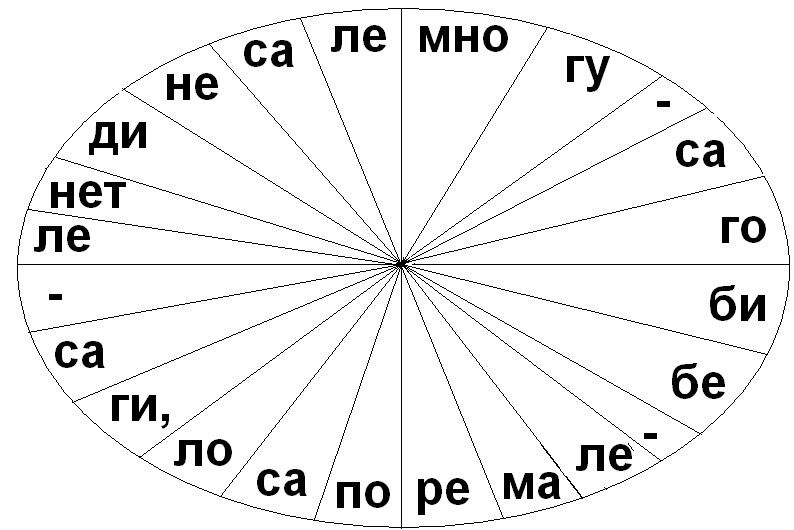 мно
гу
-
са
го
би
бе
-
ле
ма
ре
по
са
ло
ги,
са
-
ле
нет
ди
не
са
ле